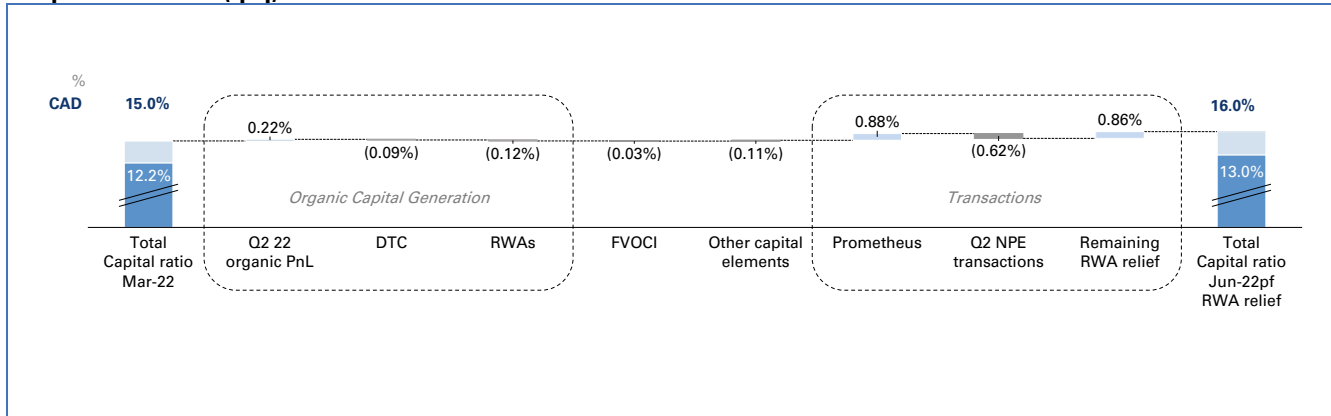 %
CAD
15.0%
16.0%
0.22%
(0.09%)
(0.12%)
(0.03%)
(0.11%)
0.88%
(0.62%)
0.86%
12.2%
13.0%
Organic Capital Generation
Transactions
Total
Capital ratio
Mar-22
Q2 22
organic PnL
DTC
RWAs
FVOCI
Other capital
elements
Prometheus
Q2 NPE
transactions
Remaining
RWA relief
Total
Capital ratio
Jun-22pf
RWA relief